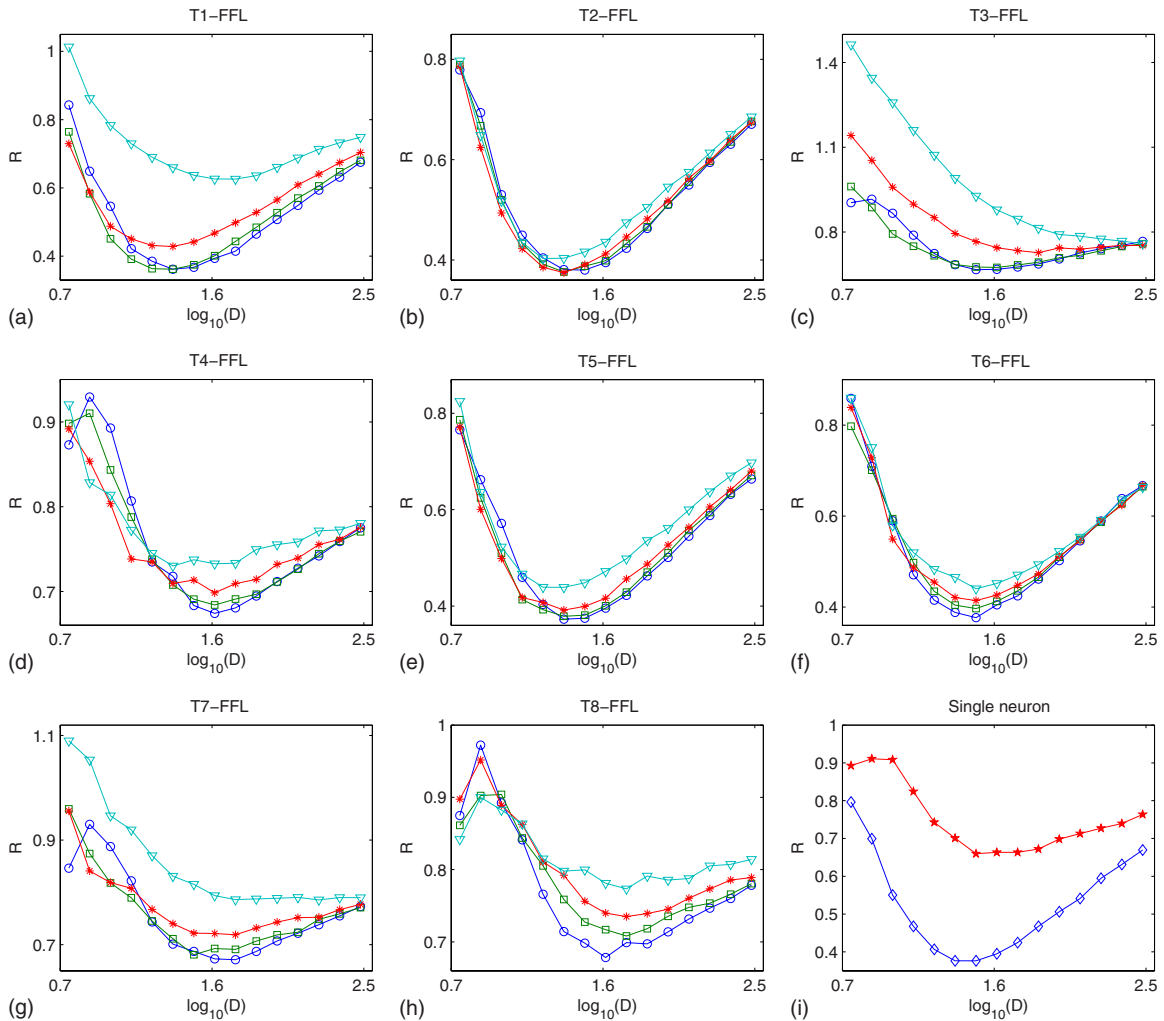 T1-FFL
T2-FFL
T3-FFL
1
0.8
0.6
0.4
R
0.7
1.6
2.5
log10(D)
(a)
0.8
0.6
0.4
R
0.7
1.6
2.5
log10(D)
(b)
1.4
1.1
0.8
R
0.7
1.6
2.5
log10(D)
(c)
T4-FFL
T5-FFL
T6-FFL
0.9
0.8
0.7
R
0.7
1.6
2.5
log10(D)
(d)
0.8
0.6
0.4
R
0.7
1.6
2.5
log10(D)
(e)
0.8
0.6
0.4
R
0.7
1.6
2.5
log10(D)
(f)
T7-FFL
T8-FFL
Single neuron
1.1
0.9
0.7
R
0.7
1.6
2.5
log10(D)
(g)
1
0.9
0.8
0.7
R
0.7
1.6
2.5
log10(D)
(h)
1
0.9
0.8
0.7
0.6
0.5
0.4
R
0.7
1.6
2.5
log10(D)
(i)